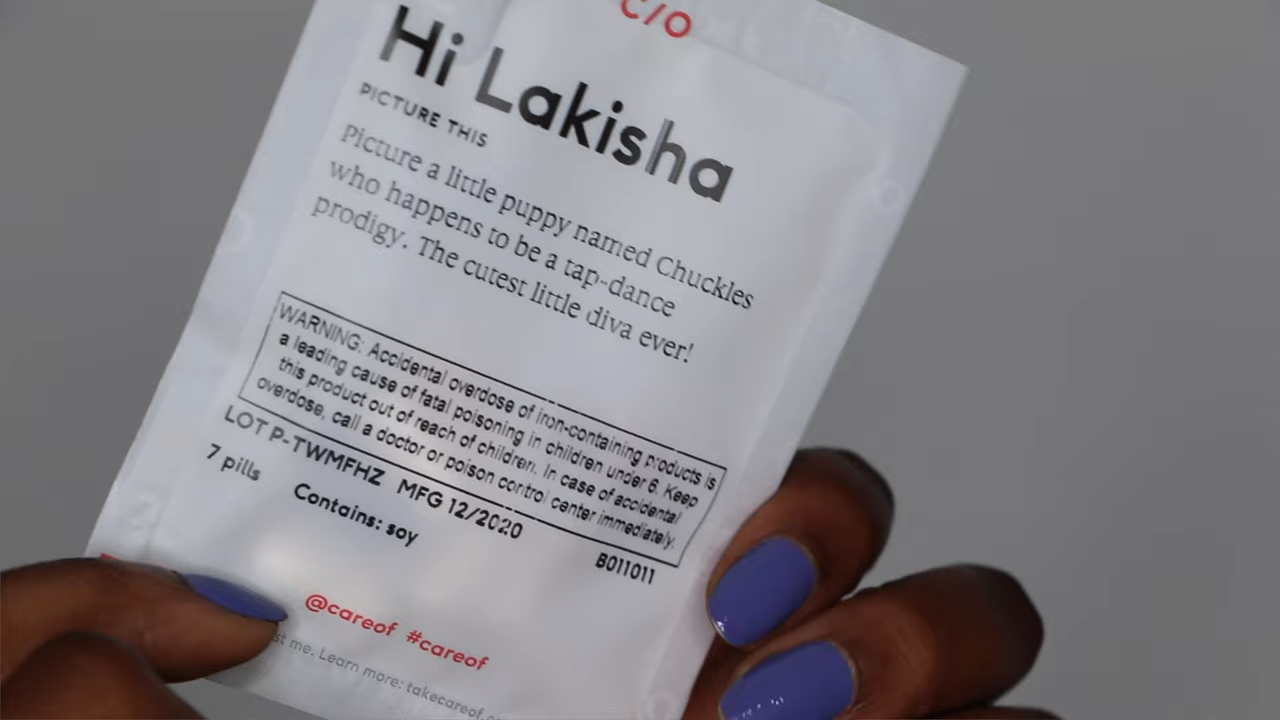 C/O
Hi Lakisha
PICTURE THIS
Picture a little puppy named Chuckles
who happens to be a tap-dance
prodigy. The cutest little diva ever!
WARNING: Accidental overdose of iron-containing products is
a leading cause of fatal poisoning in children under 6. Keep
this product out of reach of children. In case of accidental
overdose, call a doctor or poison control center immediately.
LOT P-TWMFHZ MFG 12/2020
7 pills
Contains: soy
B011011
@careof #careof
me. Learn more: takecareof